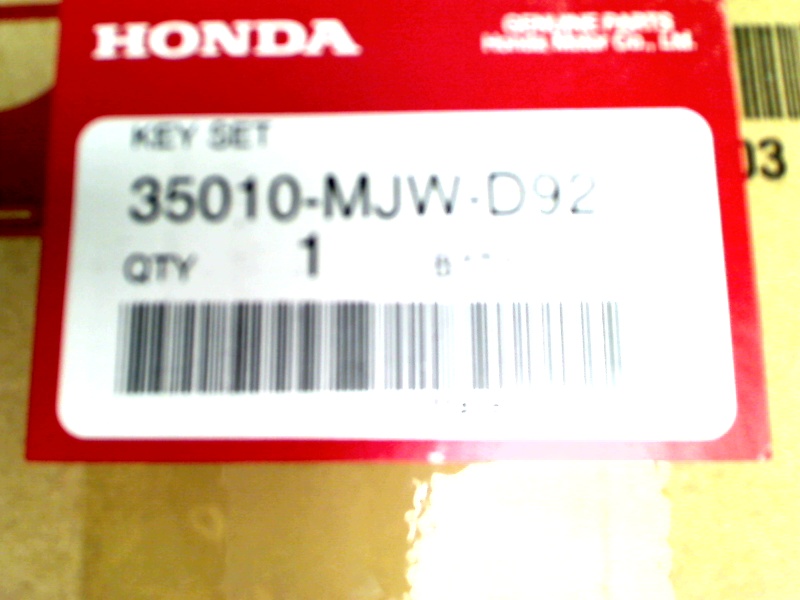 HONDA
GENUINE PARTS
Honda Motor Co., Ltd.
KEY SET
35010-MJW-D92
QTY 1
03